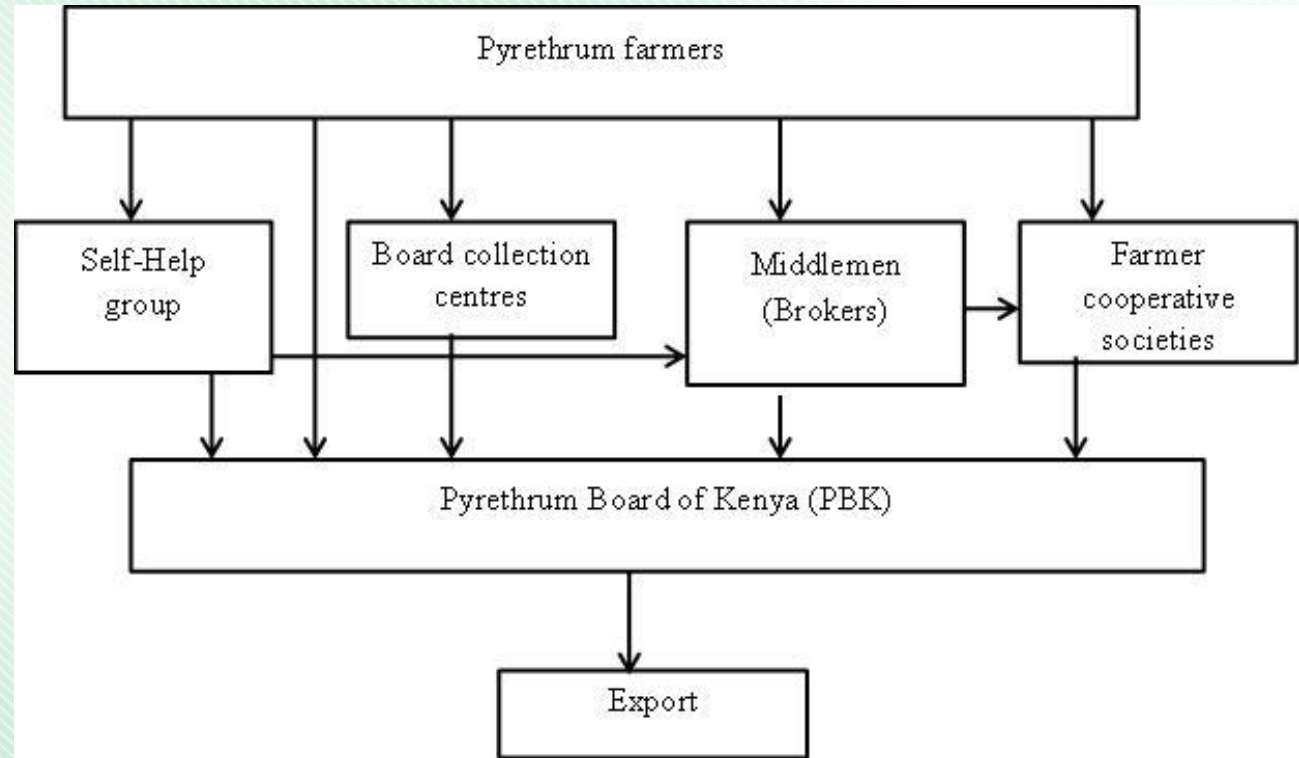 Pyrethrum farmers
Self-Help
group
Board collection
centres
Middlemen
(Brokers)
Farmer
cooperative
societies
Pyrethrum Board of Kenya (PBK)
Export